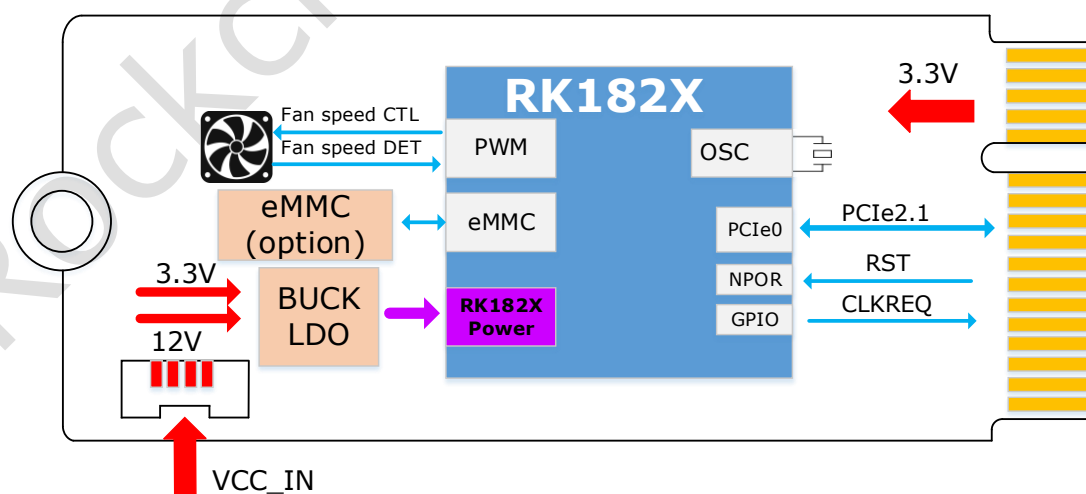 RK182X
3.3V
Fan speed CTL
Fan speed DET
PWM
OSC
eMMC
(option)
eMMC
PCIe0
PCIe2.1
NPOR
RST
GPIO
CLKREQ
3.3V
12V
BUCK
LDO
RK182X
Power
VCC_IN